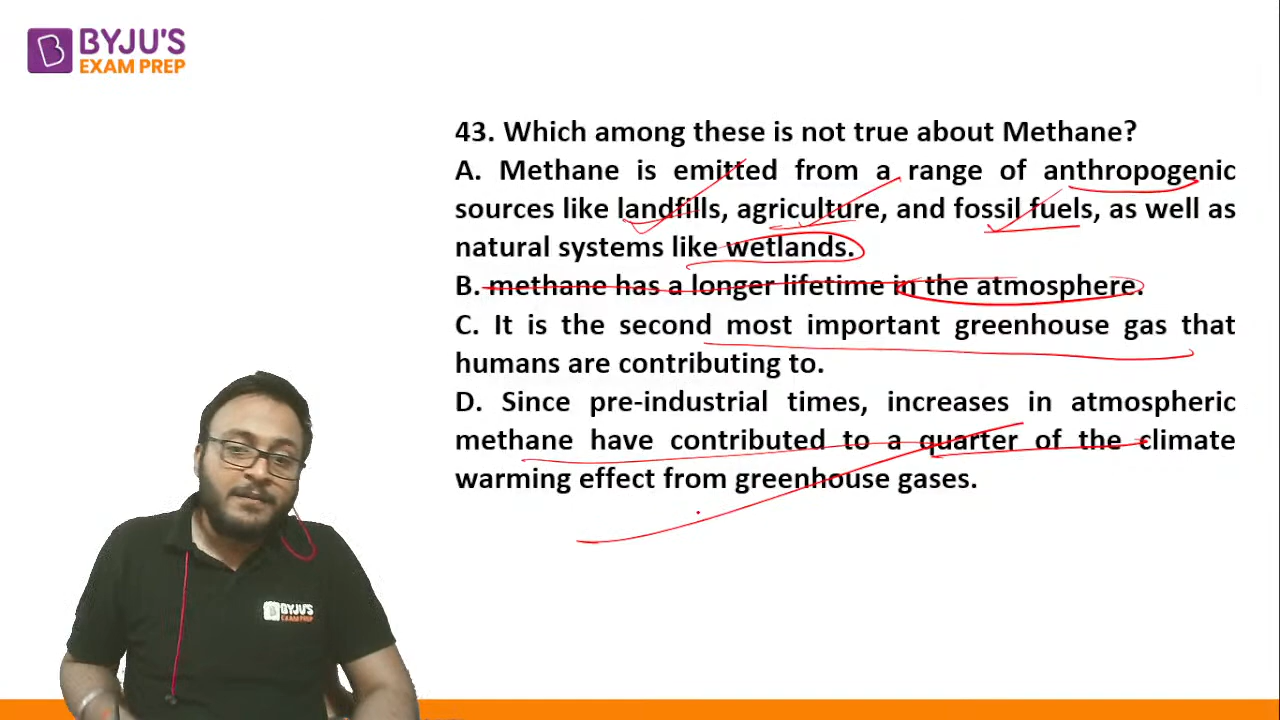 BYJU'S
EXAM PREP
43. Which among these is not true about Methane?
A. Methane is emitted from a range of anthropogenic
sources like landfills, agriculture, and fossil fuels, as well as
natural systems like wetlands.
B. methane has a longer lifetime in the atmosphere.
C. It is the second most important greenhouse gas that
humans are contributing to.
D. Since pre-industrial times, increases in atmospheric
methane have contributed to a quarter of the climate
warming effect from greenhouse gases.
BYJU'S
EXAM PREP